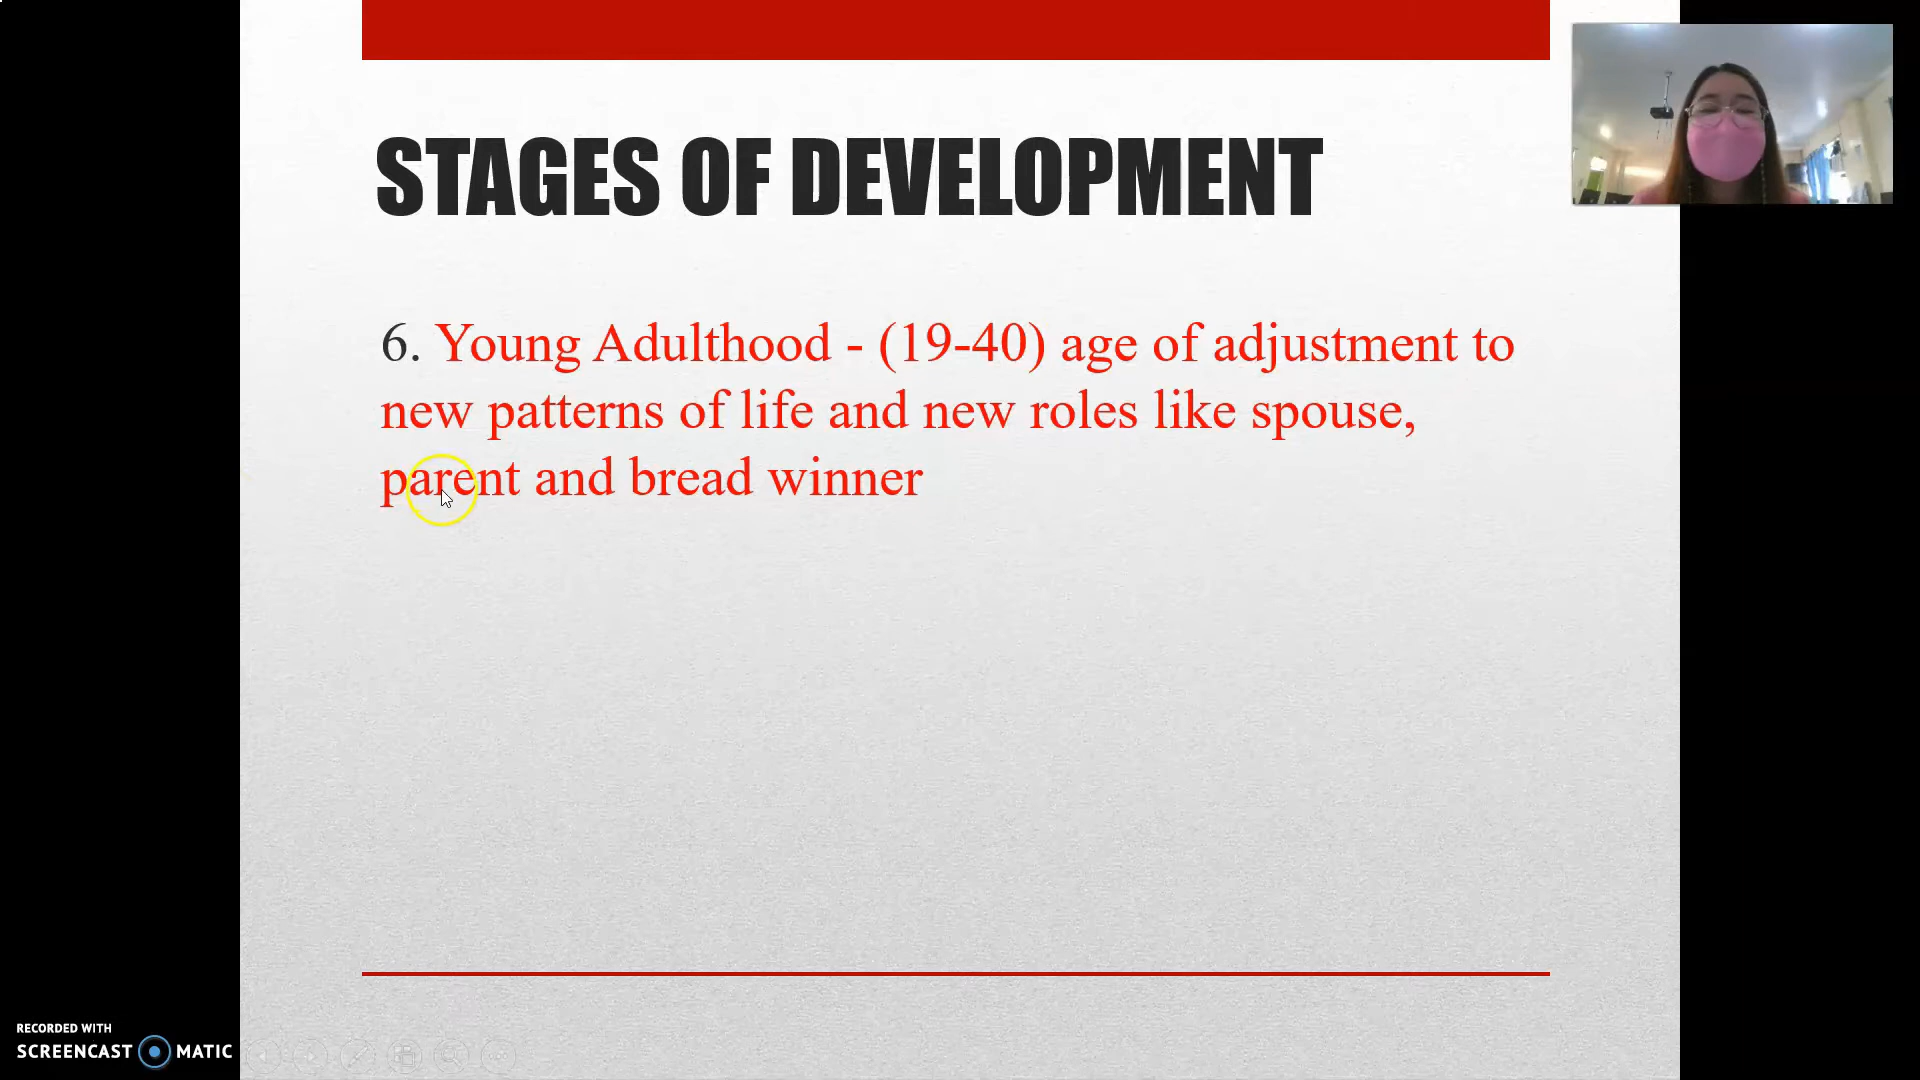 STAGES OF DEVELOPMENT
6. Young Adulthood - (19-40) age of adjustment to
new patterns of life and new roles like spouse,
parent and bread winner
RECORDED WITH
SCREENCAST MATIC